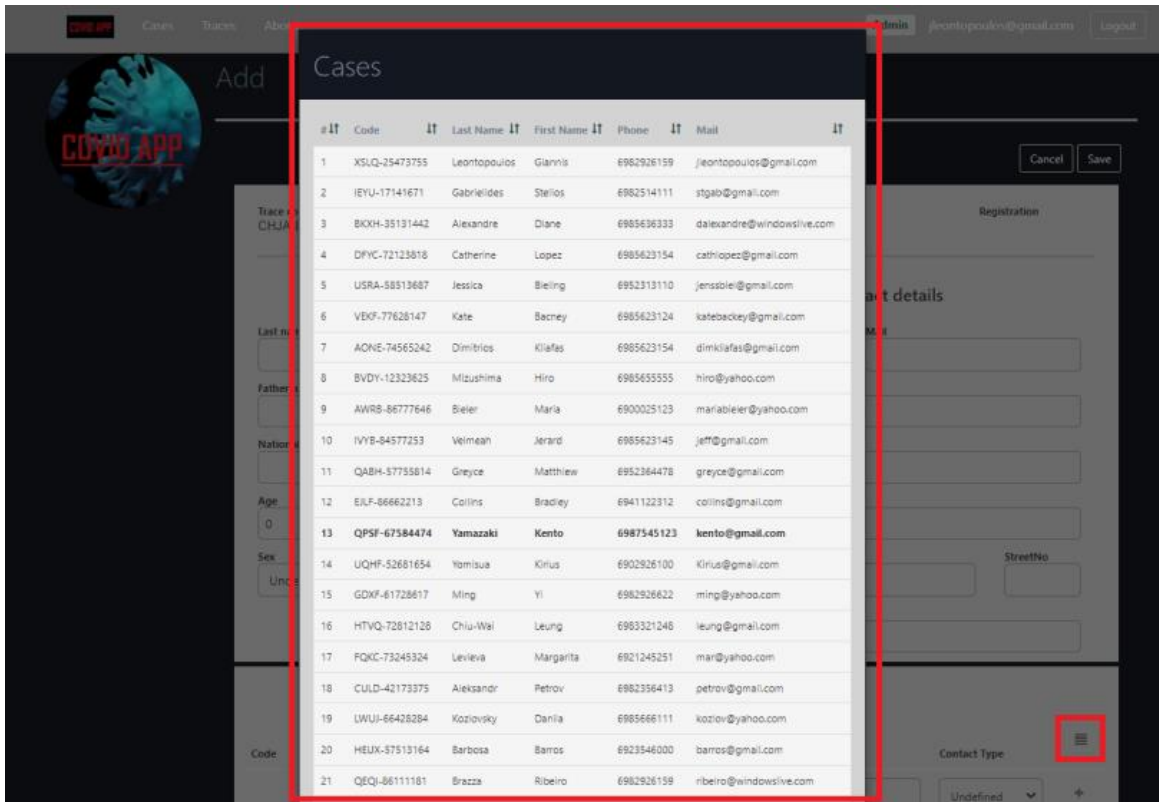 COVID APP Cases Traces Admin jleontopoulos@gmail.com Logout
Add
COVID APP
Cases
# Code Last Name First Name Phone Mail
1 XSLQ-25473755 Leontopoulos Giannis 6982926159 jleontopoulos@gmail.com
2 IEYU-17141671 Gabrielides Stelios 6982514111 stgab@gmail.com
3 BKXH-35131442 Alexandre Diane 6985636333 dalexandre@windowslive.com
4 DFYC-72123818 Catherine Lopez 6985623154 cathlopez@gmail.com
5 USRA-58513687 Jessica Bieling 6952313110 jenssbiel@gmail.com
6 VEKF-77628147 Kate Bacney 6985623124 katebackey@gmail.com
7 AONE-74565242 Dimitrios Kliafas 6985623154 dimkliafas@gmail.com
8 BVDY-12323625 Mizushima Hiro 6985655555 hiro@yahoo.com
9 AWRB-86777646 Bieler Maria 6900025123 mariabieler@yahoo.com
10 IVYB-84577253 Velmeah Jerard 6985623145 jeff@gmail.com
11 QABH-57755814 Greyce Matthiew 6952364478 greyce@gmail.com
12 EJLF-86662213 Collins Bradley 6941122312 collins@gmail.com
13 QPSF-67584474 Yamazaki Kento 6987545123 kento@gmail.com
14 UQHF-52681654 Yomisua Kirius 6902926100 Kirius@gmail.com
15 GDXF-61728617 Ming Yi 6982926622 ming@yahoo.com
16 HTVQ-72812128 Chiu-Wai Leung 6983321248 leung@gmail.com
17 FQKC-73245324 Levieva Margarita 6921245251 mar@yahoo.com
18 CULD-42173375 Aleksandr Petrov 6982356413 petrov@gmail.com
19 LWUJ-66428284 Kozlovsky Danila 6985666111 kozlov@yahoo.com
20 HEUX-57513164 Barbosa Barros 6923546000 barros@gmail.com
21 QEQI-86111181 Brazza Ribeiro 6982926159 ribeiro@windowslive.com
Cancel Save
Trace Registration
CHJA
details
Last
Father
Age
0
Sex StreetNo
Code Contact Type
Undefined +